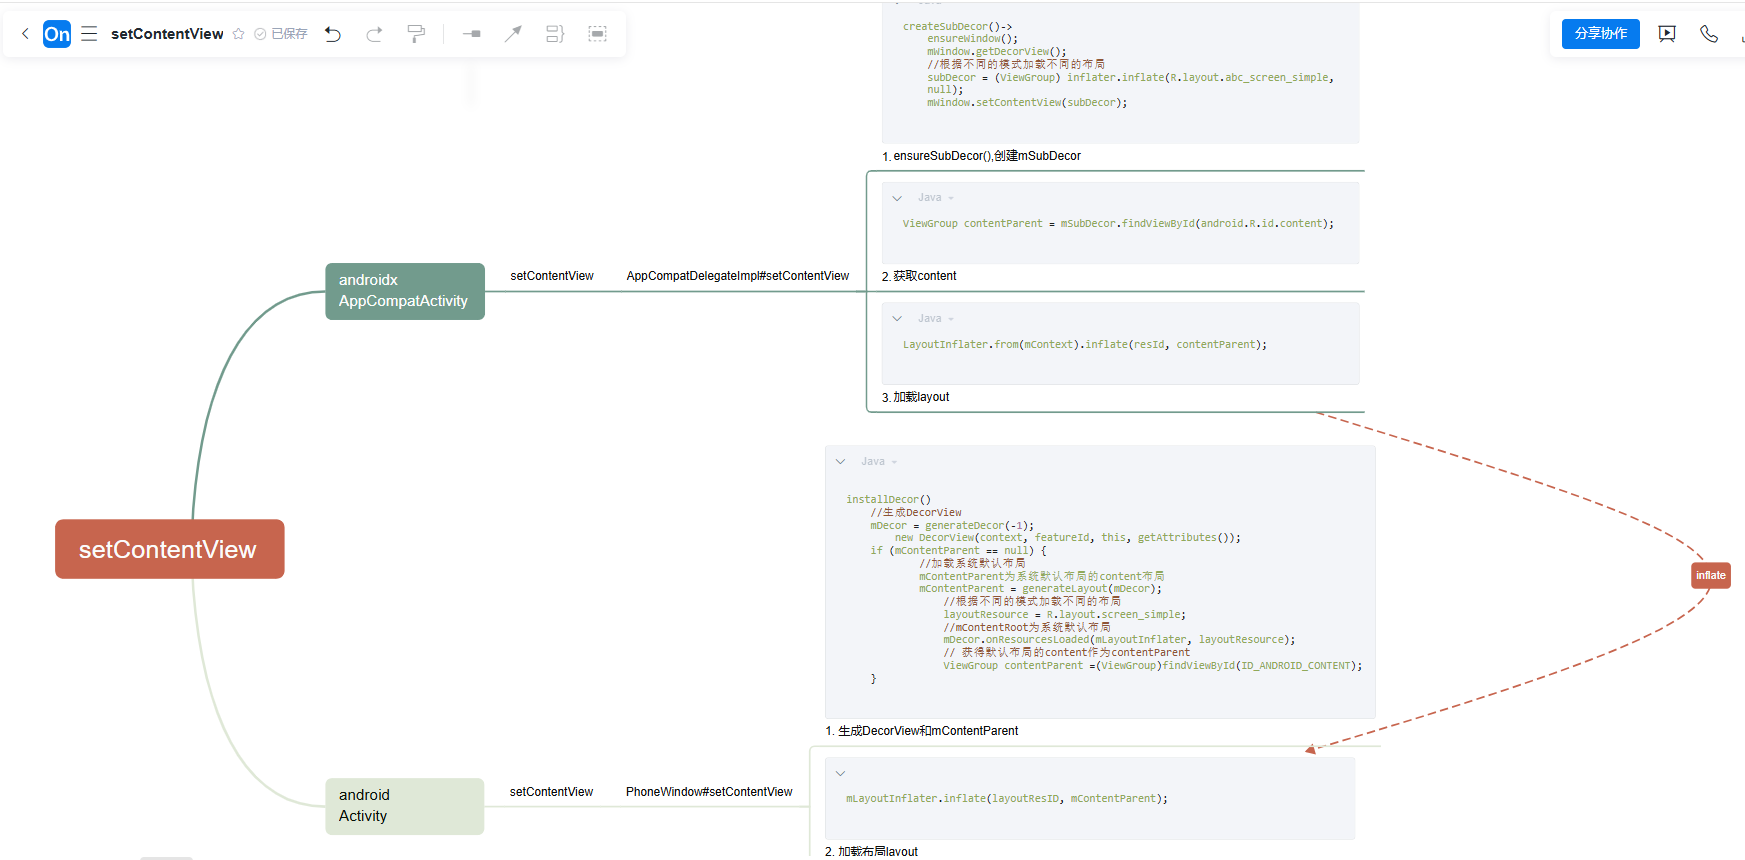 On
setContentView
已保存
分享协作
createSubDecor()->
ensureWindow();
mWindow.getDecorView();
//根据不同的模式加载不同的布局
subDecor = (ViewGroup) inflater.inflate(R.layout.abc_screen_simple,
null);
mWindow.setContentView(subDecor);
1. ensureSubDecor(),创建mSubDecor
Java
ViewGroup contentParent = mSubDecor.findViewById(android.R.id.content);
androidx
AppCompatActivity
setContentView
AppCompatDelegateImpl#setContentView
2. 获取content
Java
LayoutInflater.from(mContext).inflate(resId, contentParent);
3. 加载layout
Java
installDecor()
//生成DecorView
mDecor = generateDecor(-1);
new DecorView(context, featureId, this, getAttributes());
if (mContentParent == null) {
//加载系统默认布局
mContentParent为系统默认布局的content布局
mContentParent = generateLayout(mDecor);
//根据不同的模式加载不同的布局
layoutResource = R.layout.screen_simple;
//mContentRoot为系统默认布局
mDecor.onResourcesLoaded(mLayoutInflater, layoutResource);
// 获得默认布局的content作为contentParent
ViewGroup contentParent =(ViewGroup)findViewById(ID_ANDROID_CONTENT);
}
setContentView
inflate
1. 生成DecorView和mContentParent
android
Activity
setContentView
PhoneWindow#setContentView
mLayoutInflater.inflate(layoutResID, mContentParent);
2. 加载布局layout